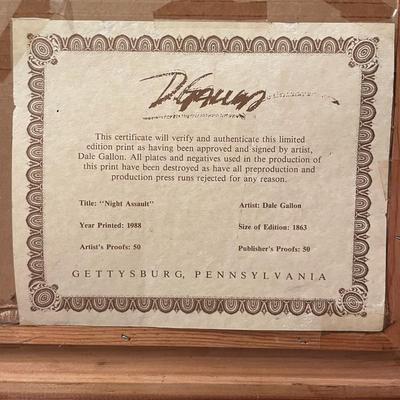 D Gallon
This certificate will verify and authenticate this limited
edition print as having been approved and signed by artist,
Dale Gallon. All plates and negatives used in the production of
this print have been destroyed as have all preproduction and
production press runs rejected for any reason.
Title: "Night Assault" Artist: Dale Gallon
Year Printed: 1988 Size of Edition: 1863
Artist's Proofs: 50 Publisher's Proofs: 50
GETTYSBURG, PENNSYLVANIA